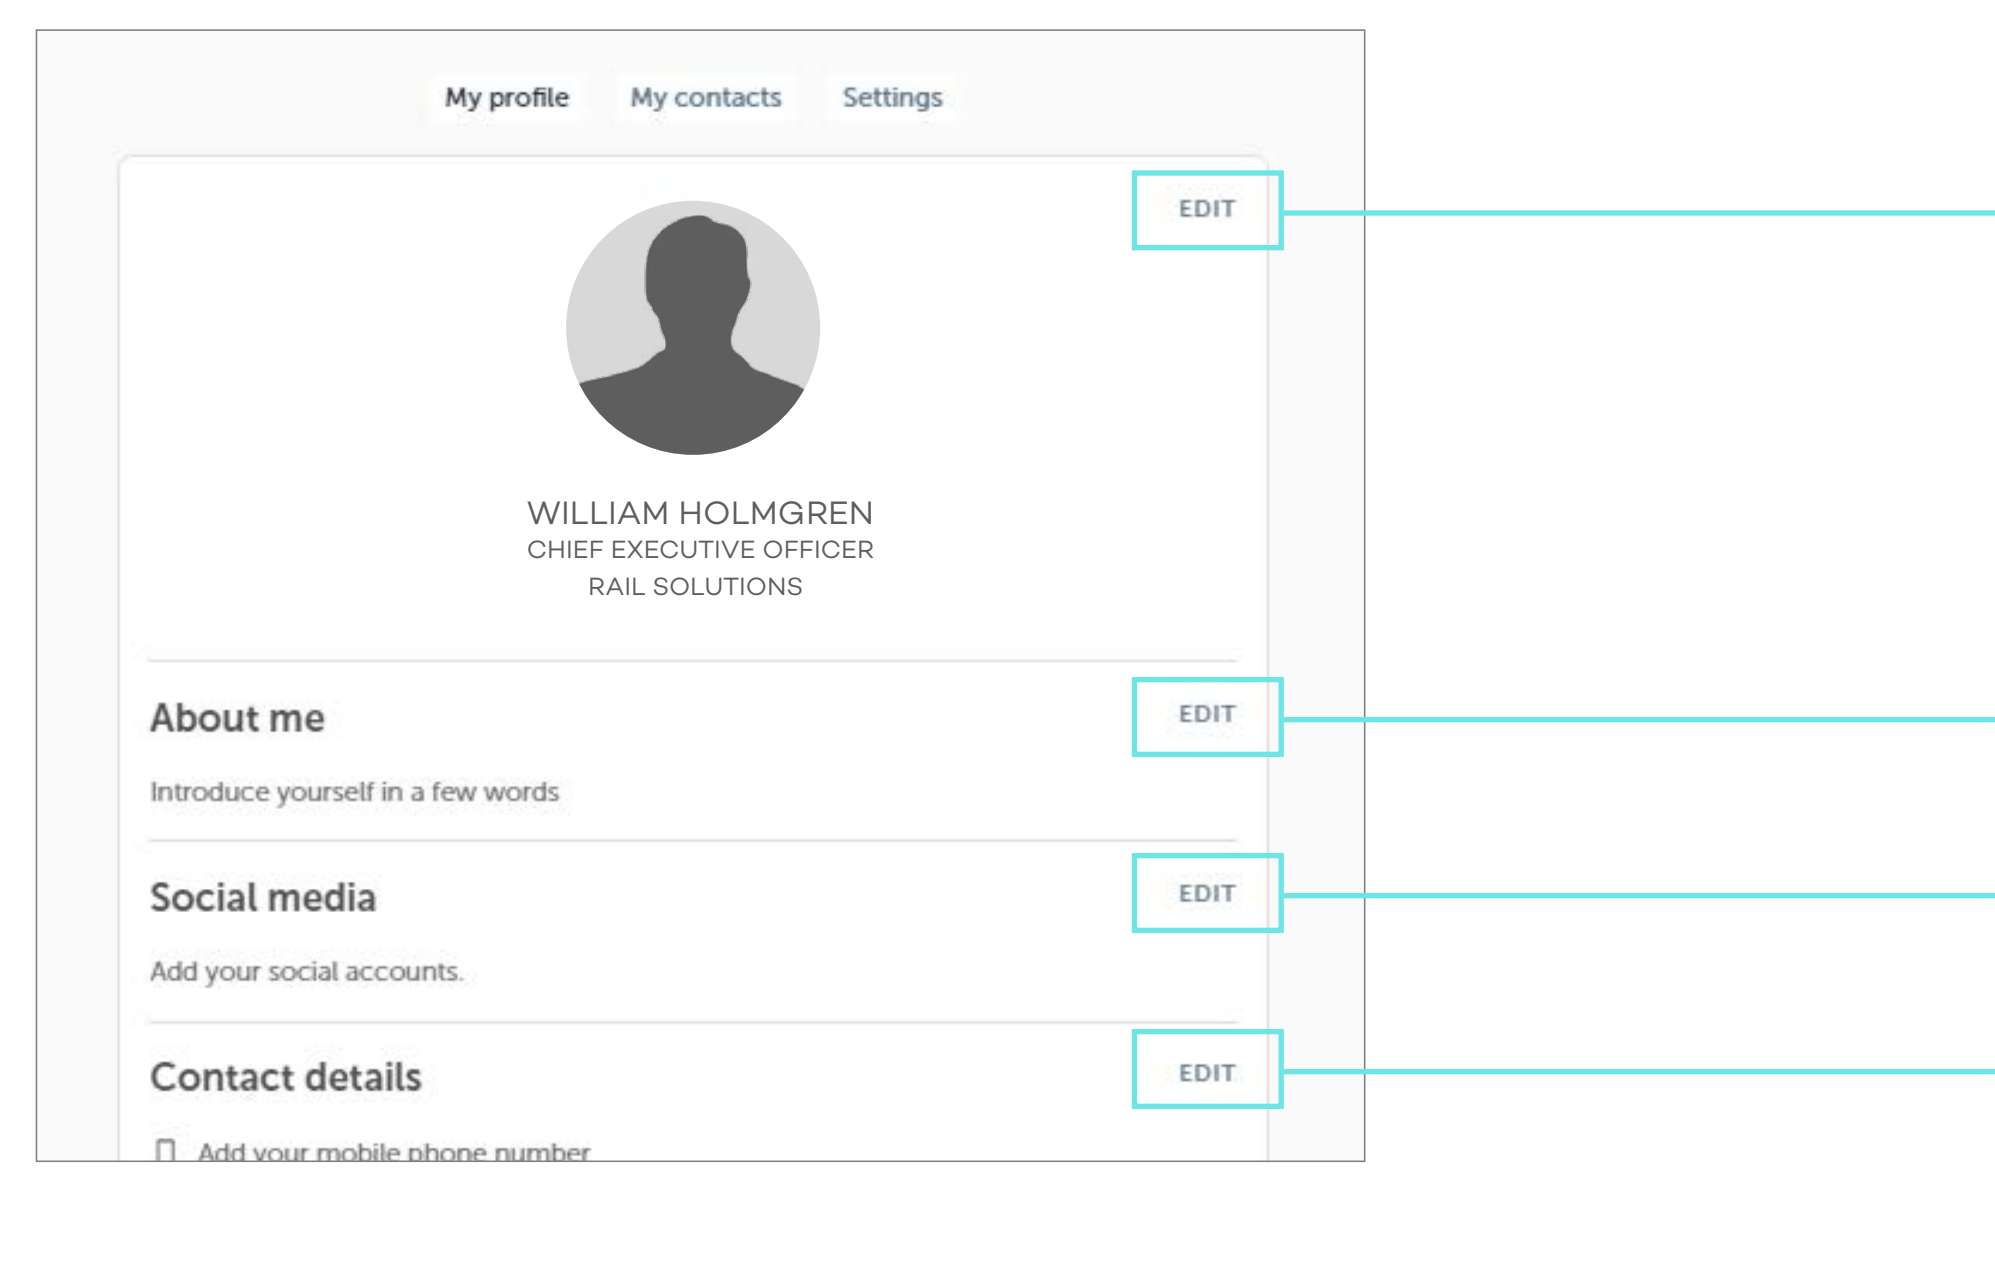 My profile My contacts Settings
EDIT
WILLIAM HOLMGREN
CHIEF EXECUTIVE OFFICER
RAIL SOLUTIONS
About me EDIT
Introduce yourself in a few words
Social media EDIT
Add your social accounts.
Contact details EDIT
Add your mobile phone number